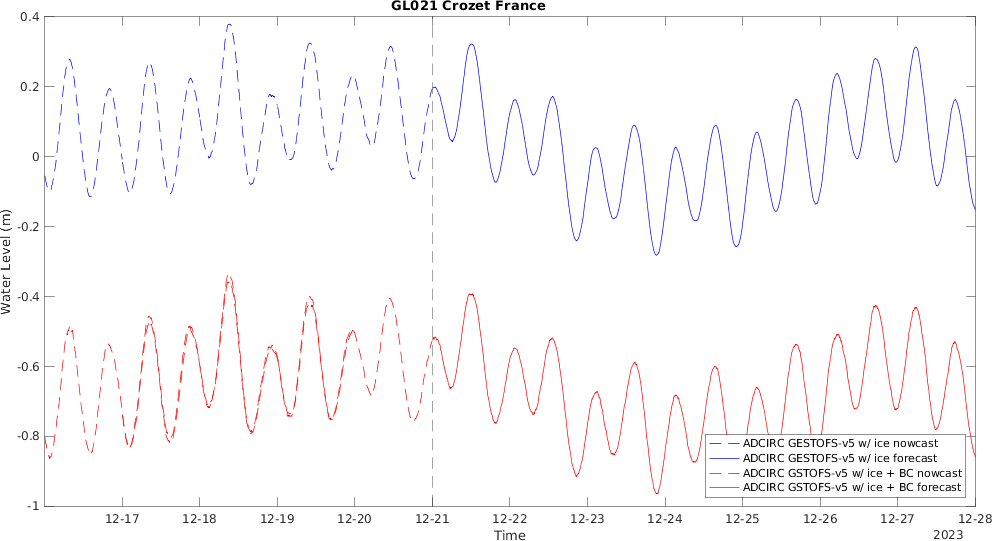 GL021 Crozet France
Water Level (m)
0.4
0.2
0
-0.2
-0.4
-0.6
-0.8
-1
ADCIRC GESTOFS-v5 w/ ice nowcast
ADCIRC GESTOFS-v5 w/ ice forecast
ADCIRC GSTOFS-v5 w/ ice + BC nowcast
ADCIRC GSTOFS-v5 w/ ice + BC forecast
12-17 12-18 12-19 12-20 12-21 12-22 12-23 12-24 12-25 12-26 12-27 12-28
Time
2023